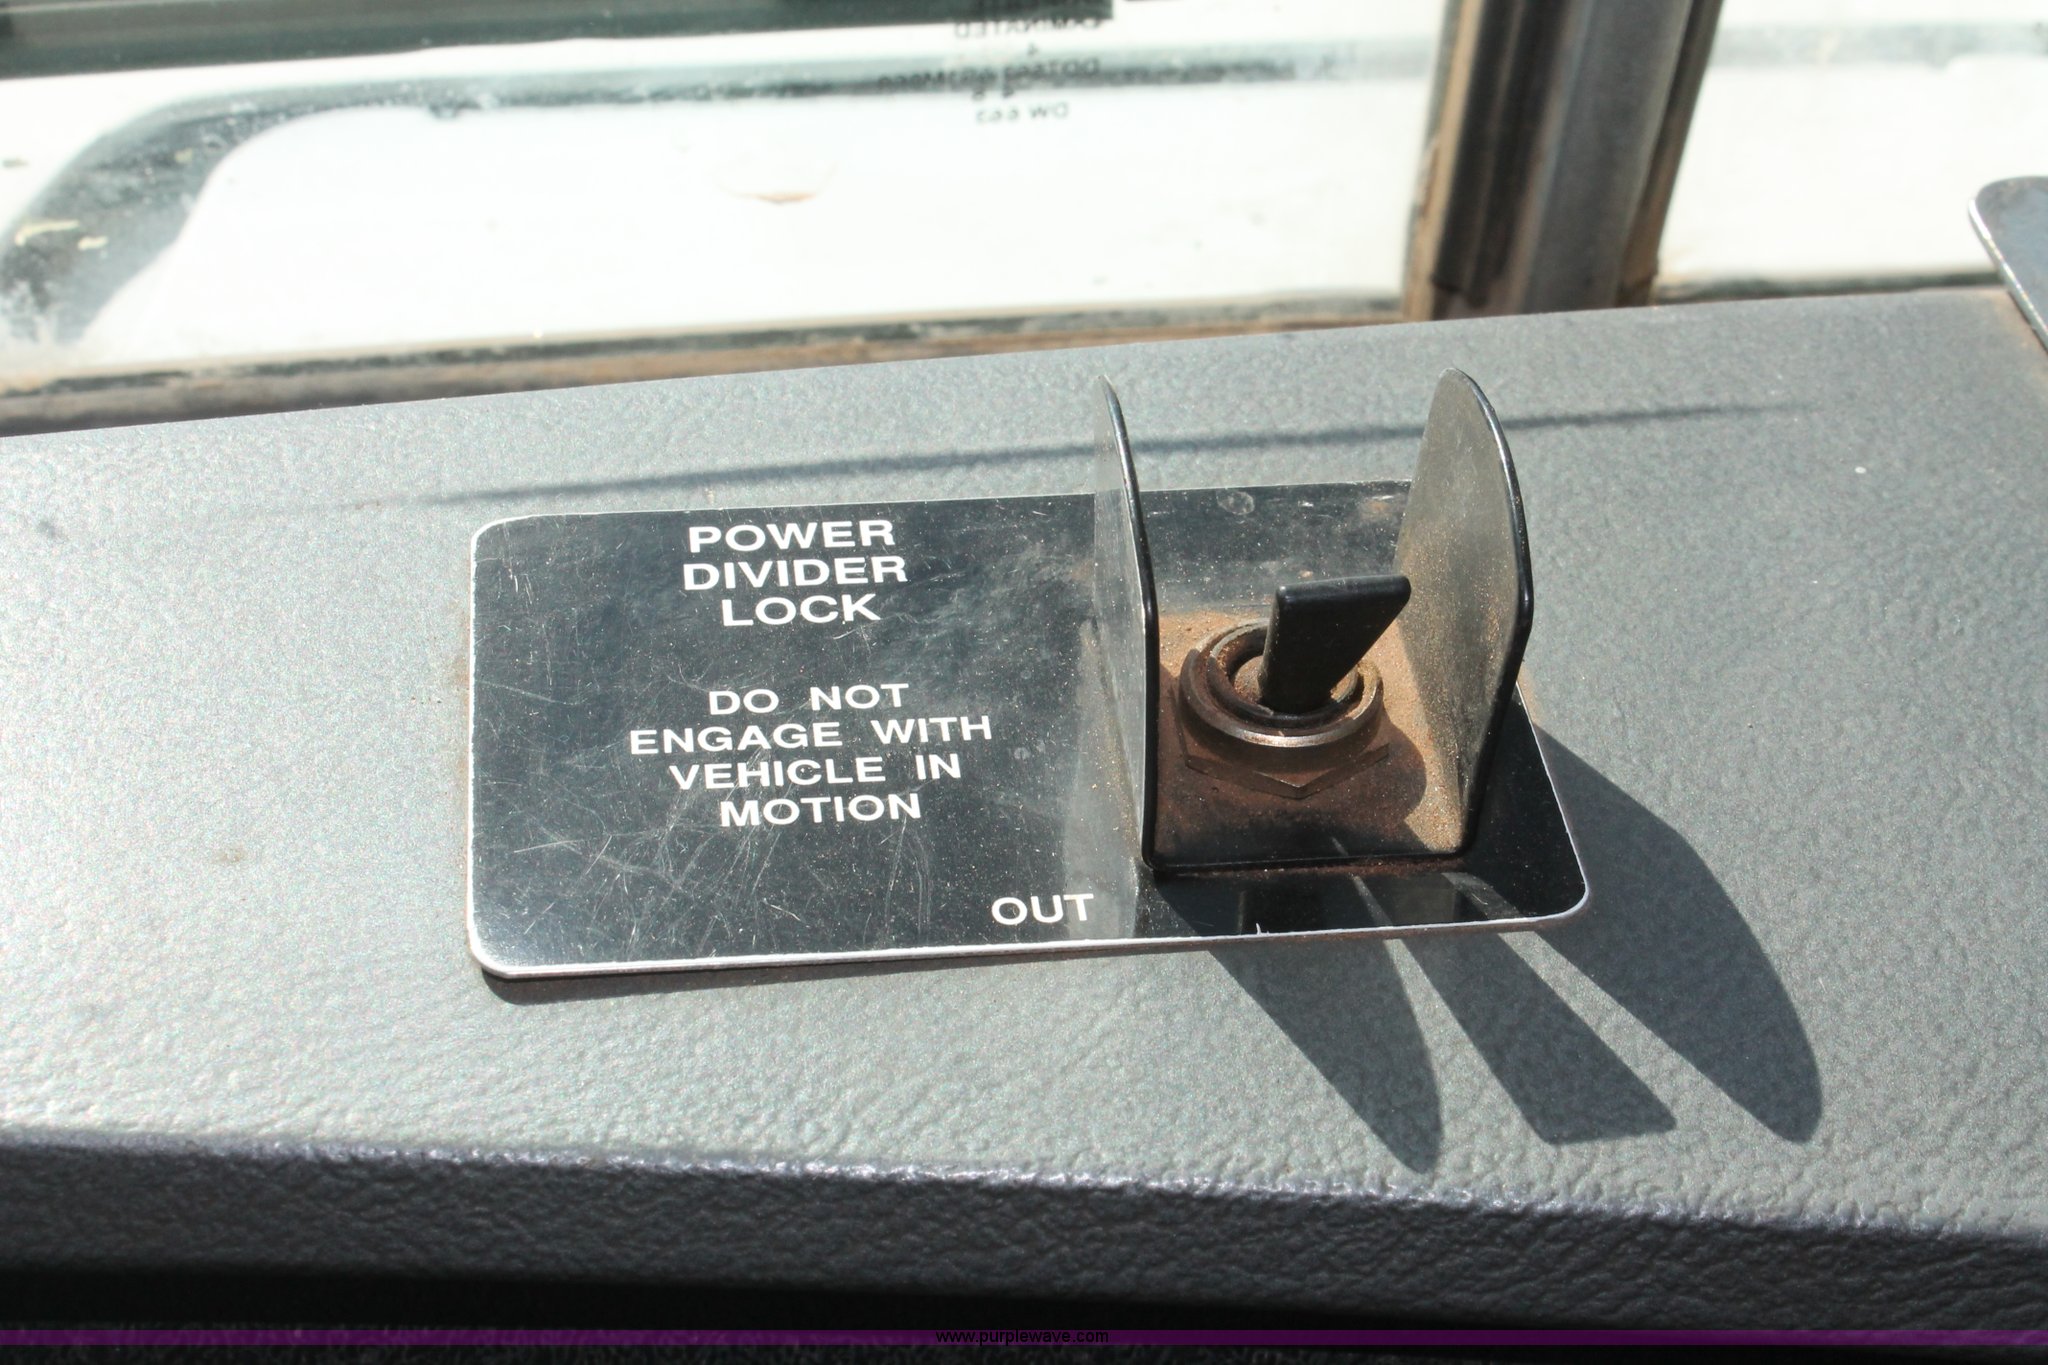 POWER
DIVIDER
LOCK
DO NOT
ENGAGE WITH
VEHICLE IN
MOTION
OUT
www.purplewave.com